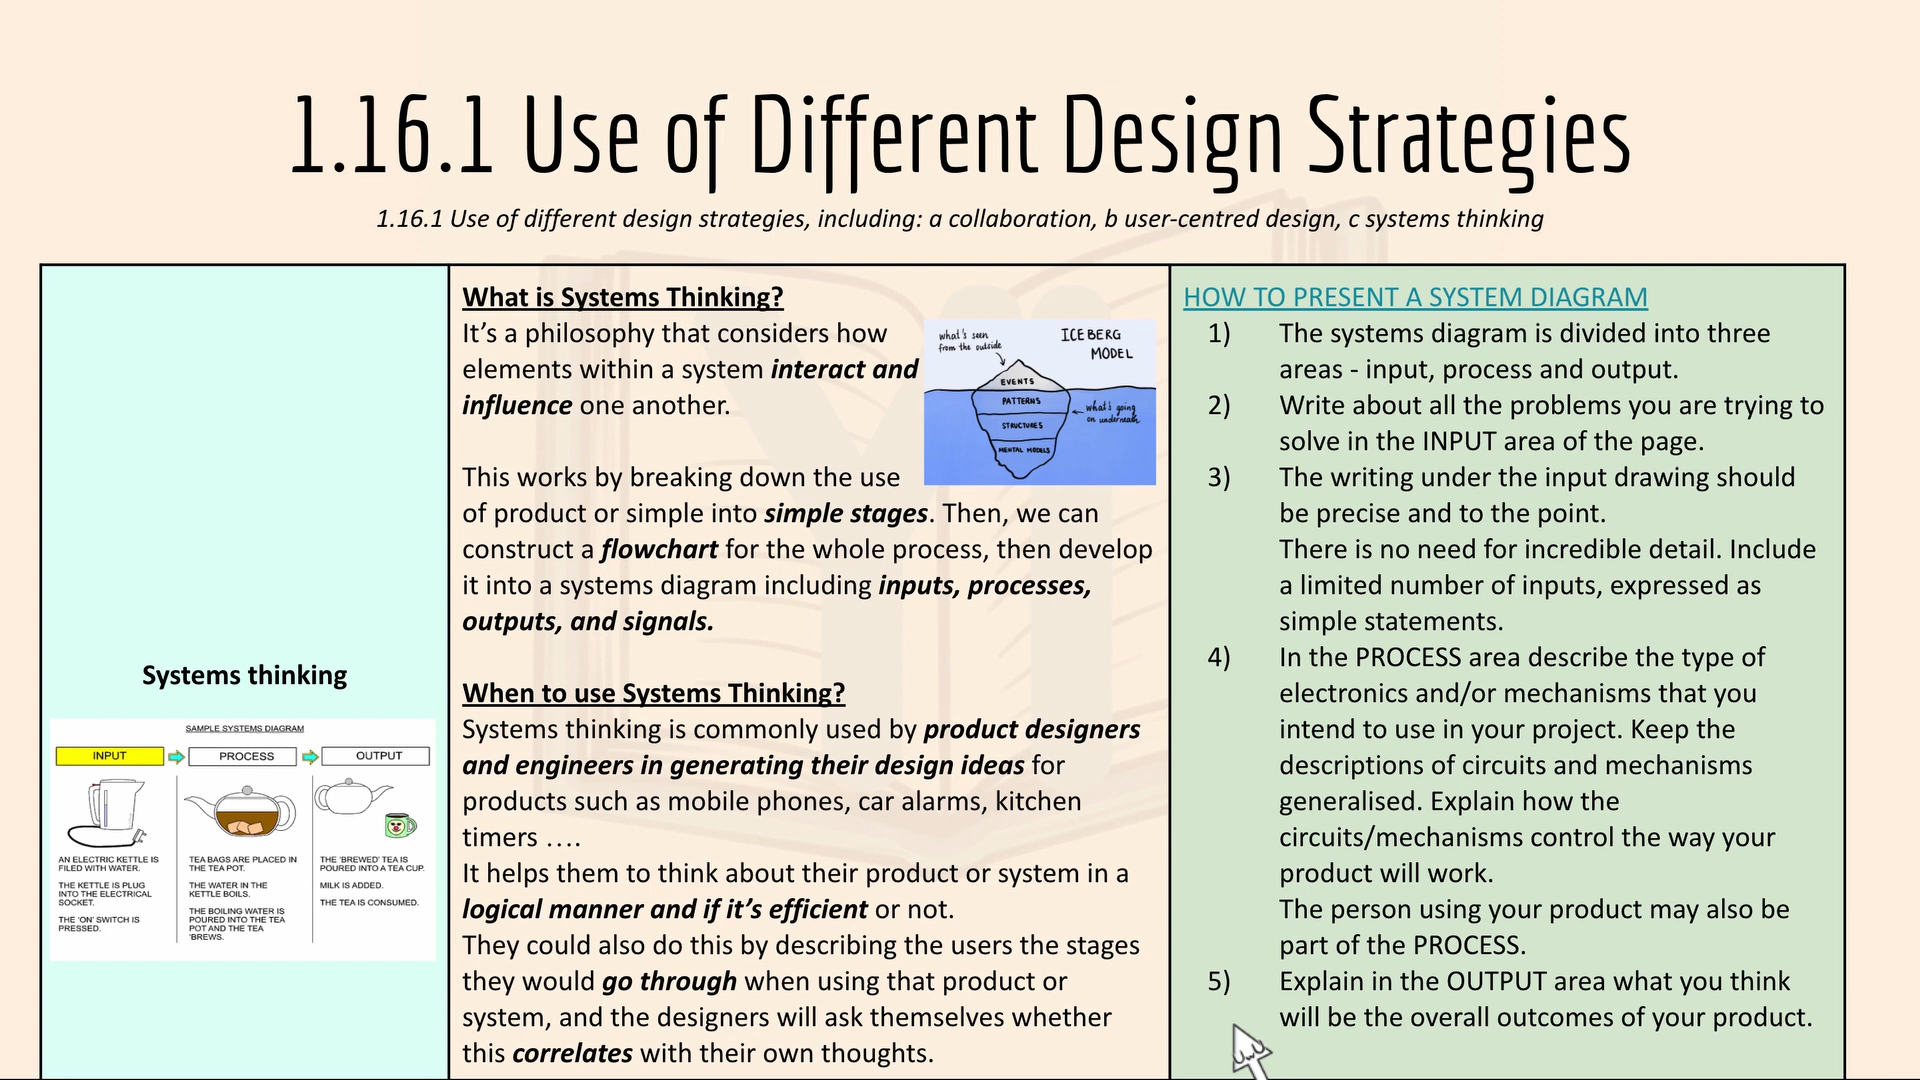 1.16.1 Use of Different Design Strategies
1.16.1 Use of different design strategies, including: a collaboration, b user-centred design, c systems thinking
Systems thinking
SAMPLE SYSTEMS DIAGRAM
INPUT
PROCESS
OUTPUT
AN ELECTRIC KETTLE IS
FILED WITH WATER.
THE KETTLE IS PLUG
INTO THE ELECTRICAL
SOCKET.
THE 'ON' SWITCH IS
PRESSED.
TEA BAGS ARE PLACED IN
THE TEA POT.
THE WATER IN THE
KETTLE BOILS.
THE BOILING WATER IS
POURED INTO THE TEA
POT AND THE TEA
'BREWS.
THE 'BREWED' TEA IS
POURED INTO A TEA CUP.
MILK IS ADDED.
THE TEA IS CONSUMED.
What is Systems Thinking?
It's a philosophy that considers how
elements within a system interact and
influence one another.
This works by breaking down the use
of product or simple into simple stages. Then, we can
construct a flowchart for the whole process, then develop
it into a systems diagram including inputs, processes,
outputs, and signals.
what's seen
from the outside
ICEBERG
MODEL
EVENTS
PATTERNS
STRUCTURES
MENTAL MODELS
what's going
on underneath
When to use Systems Thinking?
Systems thinking is commonly used by product designers
and engineers in generating their design ideas for
products such as mobile phones, car alarms, kitchen
timers ….
It helps them to think about their product or system in a
logical manner and if it's efficient or not.
They could also do this by describing the users the stages
they would go through when using that product or
system, and the designers will ask themselves whether
this correlates with their own thoughts.
HOW TO PRESENT A SYSTEM DIAGRAM
1) The systems diagram is divided into three
areas - input, process and output.
2) Write about all the problems you are trying to
solve in the INPUT area of the page.
3) The writing under the input drawing should
be precise and to the point.
There is no need for incredible detail. Include
a limited number of inputs, expressed as
simple statements.
4) In the PROCESS area describe the type of
electronics and/or mechanisms that you
intend to use in your project. Keep the
descriptions of circuits and mechanisms
generalised. Explain how the
circuits/mechanisms control the way your
product will work.
The person using your product may also be
part of the PROCESS.
5) Explain in the OUTPUT area what you think
will be the overall outcomes of your product.